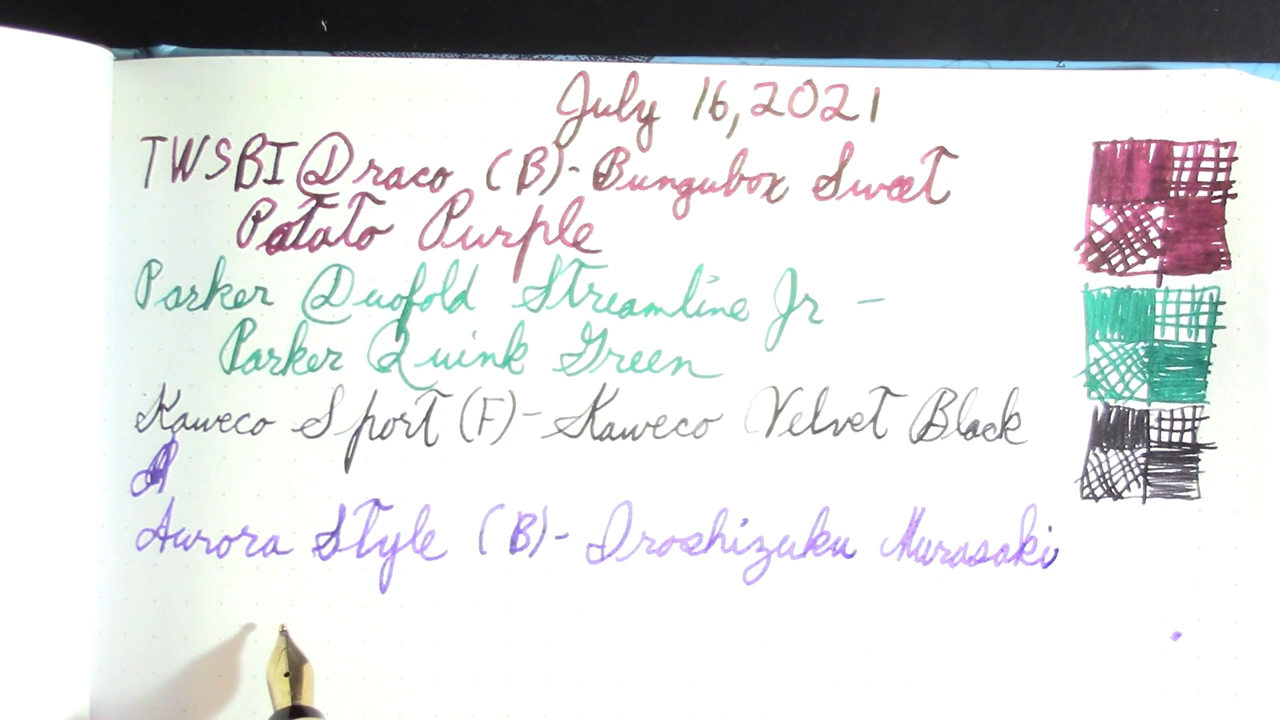 July 16, 2021
TWSBI Draco (B)- Bungubox Sweet
Potato Purple
Parker Duofold Streamline Jr -
Parker Quink Green
Kaweco Sport (F)- Kaweco Velvet Black
A
Aurora Style (B)- Iroshizuku Murasaki